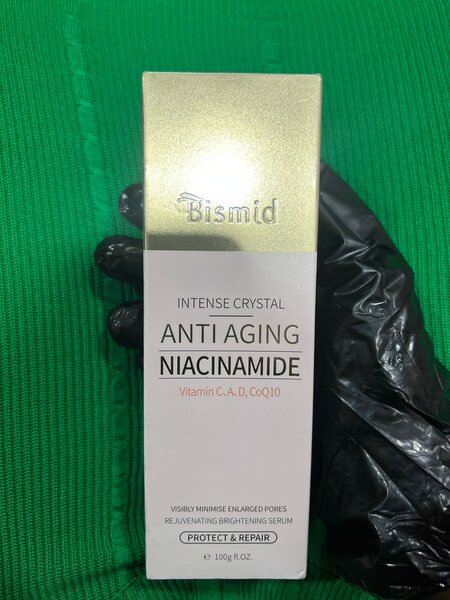 Bismid
INTENSE CRYSTAL
ANTI AGING
NIACINAMIDE
Vitamin C、A、D, CoQ10
VISIBLY MINIMISE ENLARGED PORES
REJUVENATING BRIGHTENING SERUM
PROTECT & REPAIR
℮ 100g fl.OZ.